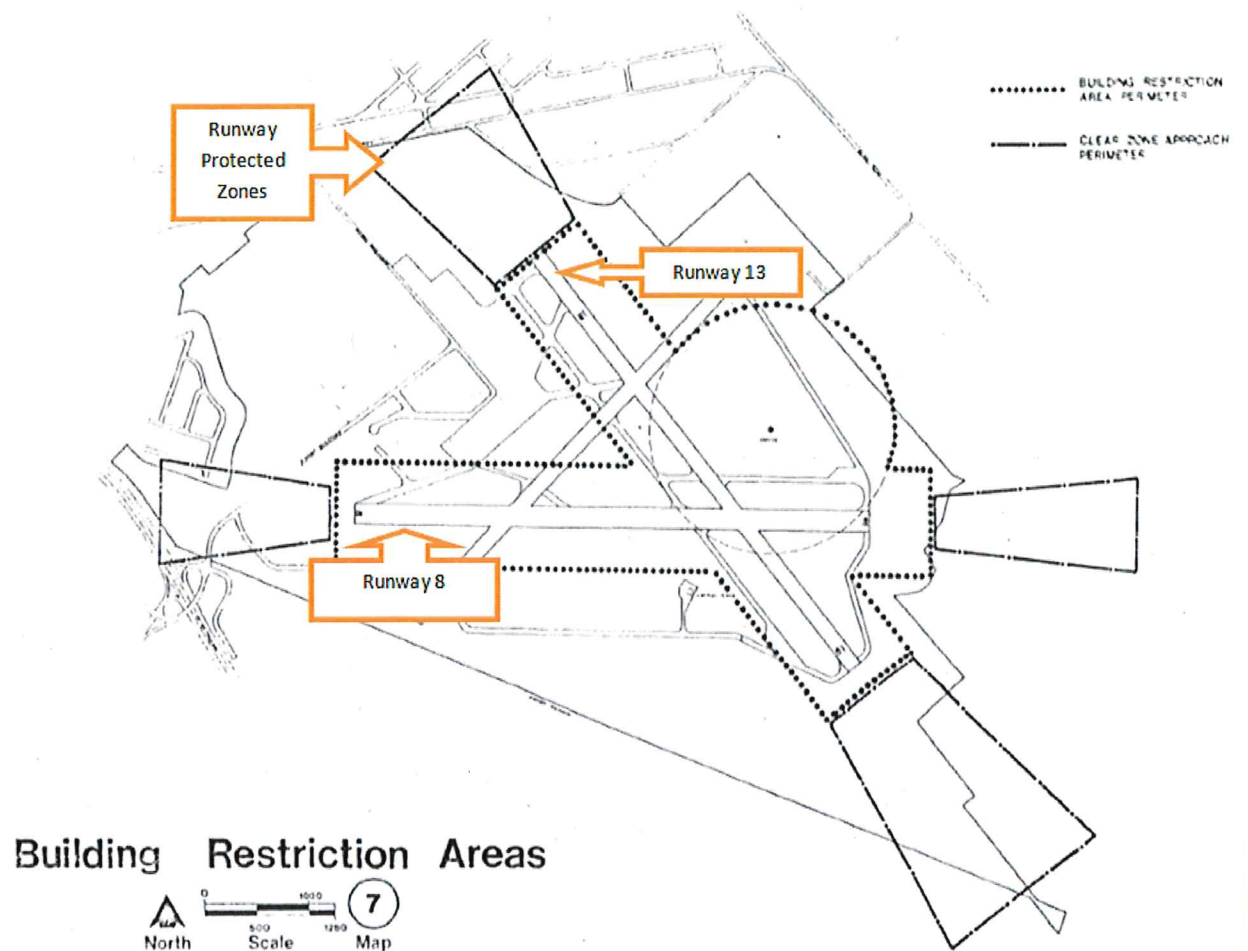 Runway
Protected
Zones
BUILDING RESTRICTION
AREA PERIMETER
CLEAR ZONE APPROACH
PERIMETER
Runway 13
Runway 8
Building Restriction Areas
0 1000
500 1250
North Scale Map
7